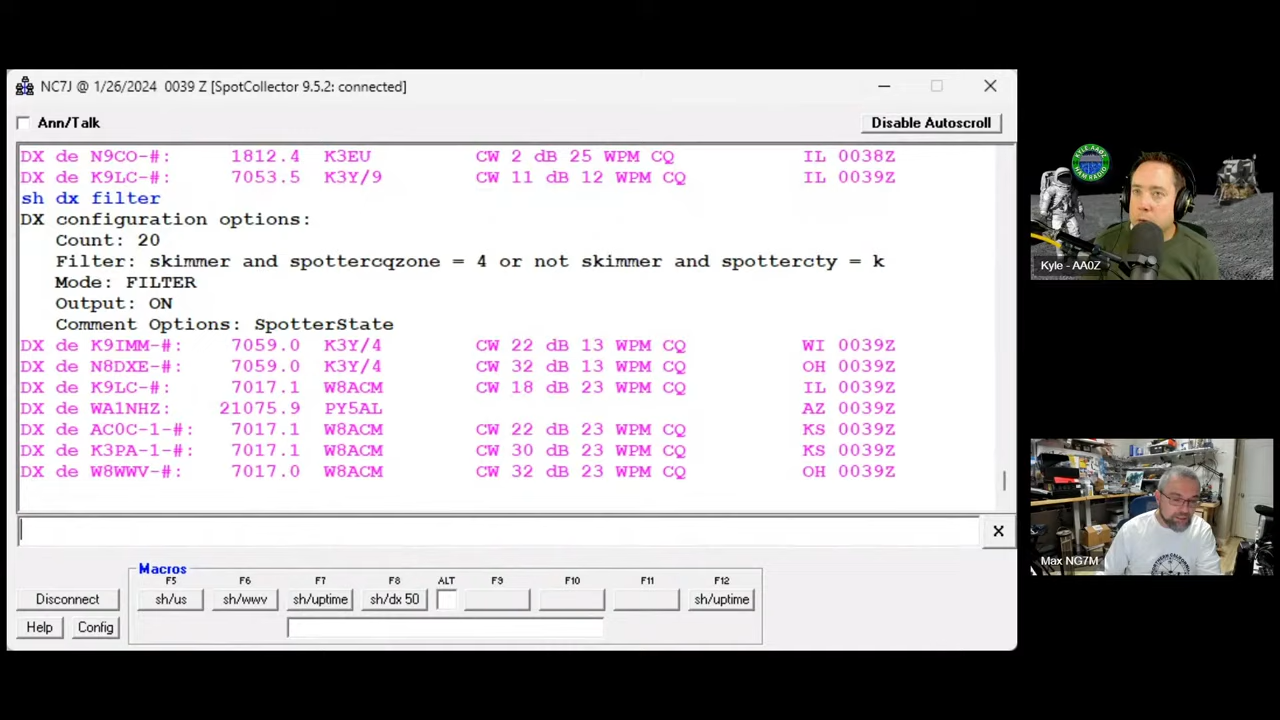 NC7J @ 1/26/2024 0039 Z [SpotCollector 9.5.2: connected]
Ann/Talk
Disable Autoscroll
DX de N9CO-#: 1812.4 K3EU CW 2 dB 25 WPM CQ IL 0038Z
DX de K9LC-#: 7053.5 K3Y/9 CW 11 dB 12 WPM CQ IL 0039Z
sh dx filter
DX configuration options:
Count: 20
Filter: skimmer and spottercqzone = 4 or not skimmer and spottercty = k
Mode: FILTER
Output: ON
Comment Options: SpotterState
DX de K9IMM-#: 7059.0 K3Y/4 CW 22 dB 13 WPM CQ WI 0039Z
DX de N8DXE-#: 7059.0 K3Y/4 CW 32 dB 13 WPM CQ OH 0039Z
DX de K9LC-#: 7017.1 W8ACM CW 18 dB 23 WPM CQ IL 0039Z
DX de WA1NHZ: 21075.9 PY5AL AZ 0039Z
DX de AC0C-1-#: 7017.1 W8ACM CW 22 dB 23 WPM CQ KS 0039Z
DX de K3PA-1-#: 7017.1 W8ACM CW 30 dB 23 WPM CQ KS 0039Z
DX de W8WWV-#: 7017.0 W8ACM CW 32 dB 23 WPM CQ OH 0039Z
X
Macros
F5 F6 F7 F8 ALT F9 F10 F11 F12
Disconnect sh/us sh/wwv sh/uptime sh/dx 50 sh/uptime
Help Config
KYLE AA0Z
HAM RADIO
Kyle - AA0Z
Max NG7M